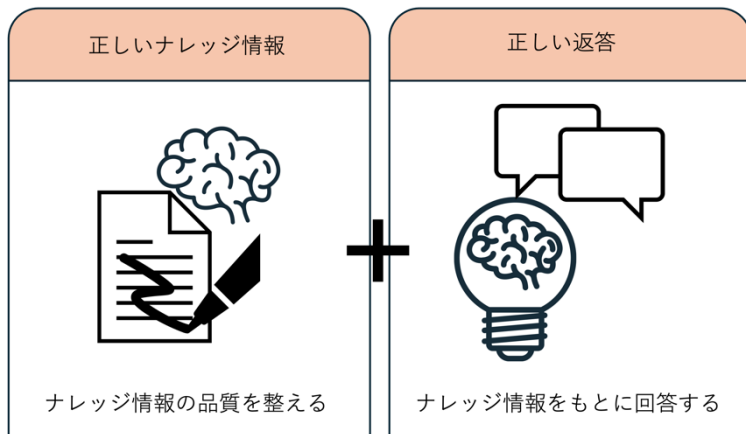 正しいナレッジ情報
正しい返答
ナレッジ情報の品質を整える
ナレッジ情報をもとに回答する